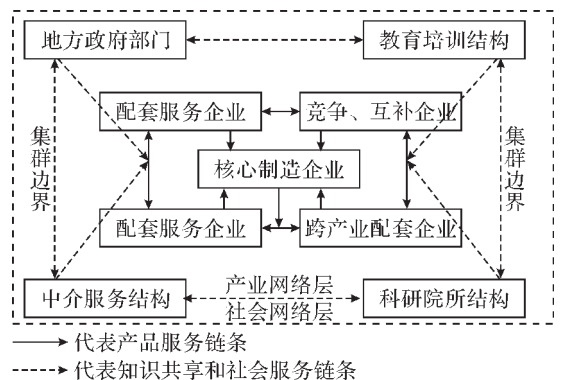 地方政府部门
教育培训结构
配套服务企业
竞争、互补企业
集群边界
核心制造企业
集群边界
配套服务企业
跨产业配套企业
中介服务结构
产业网络层
社会网络层
科研院所结构
代表产品服务链条
代表知识共享和社会服务链条